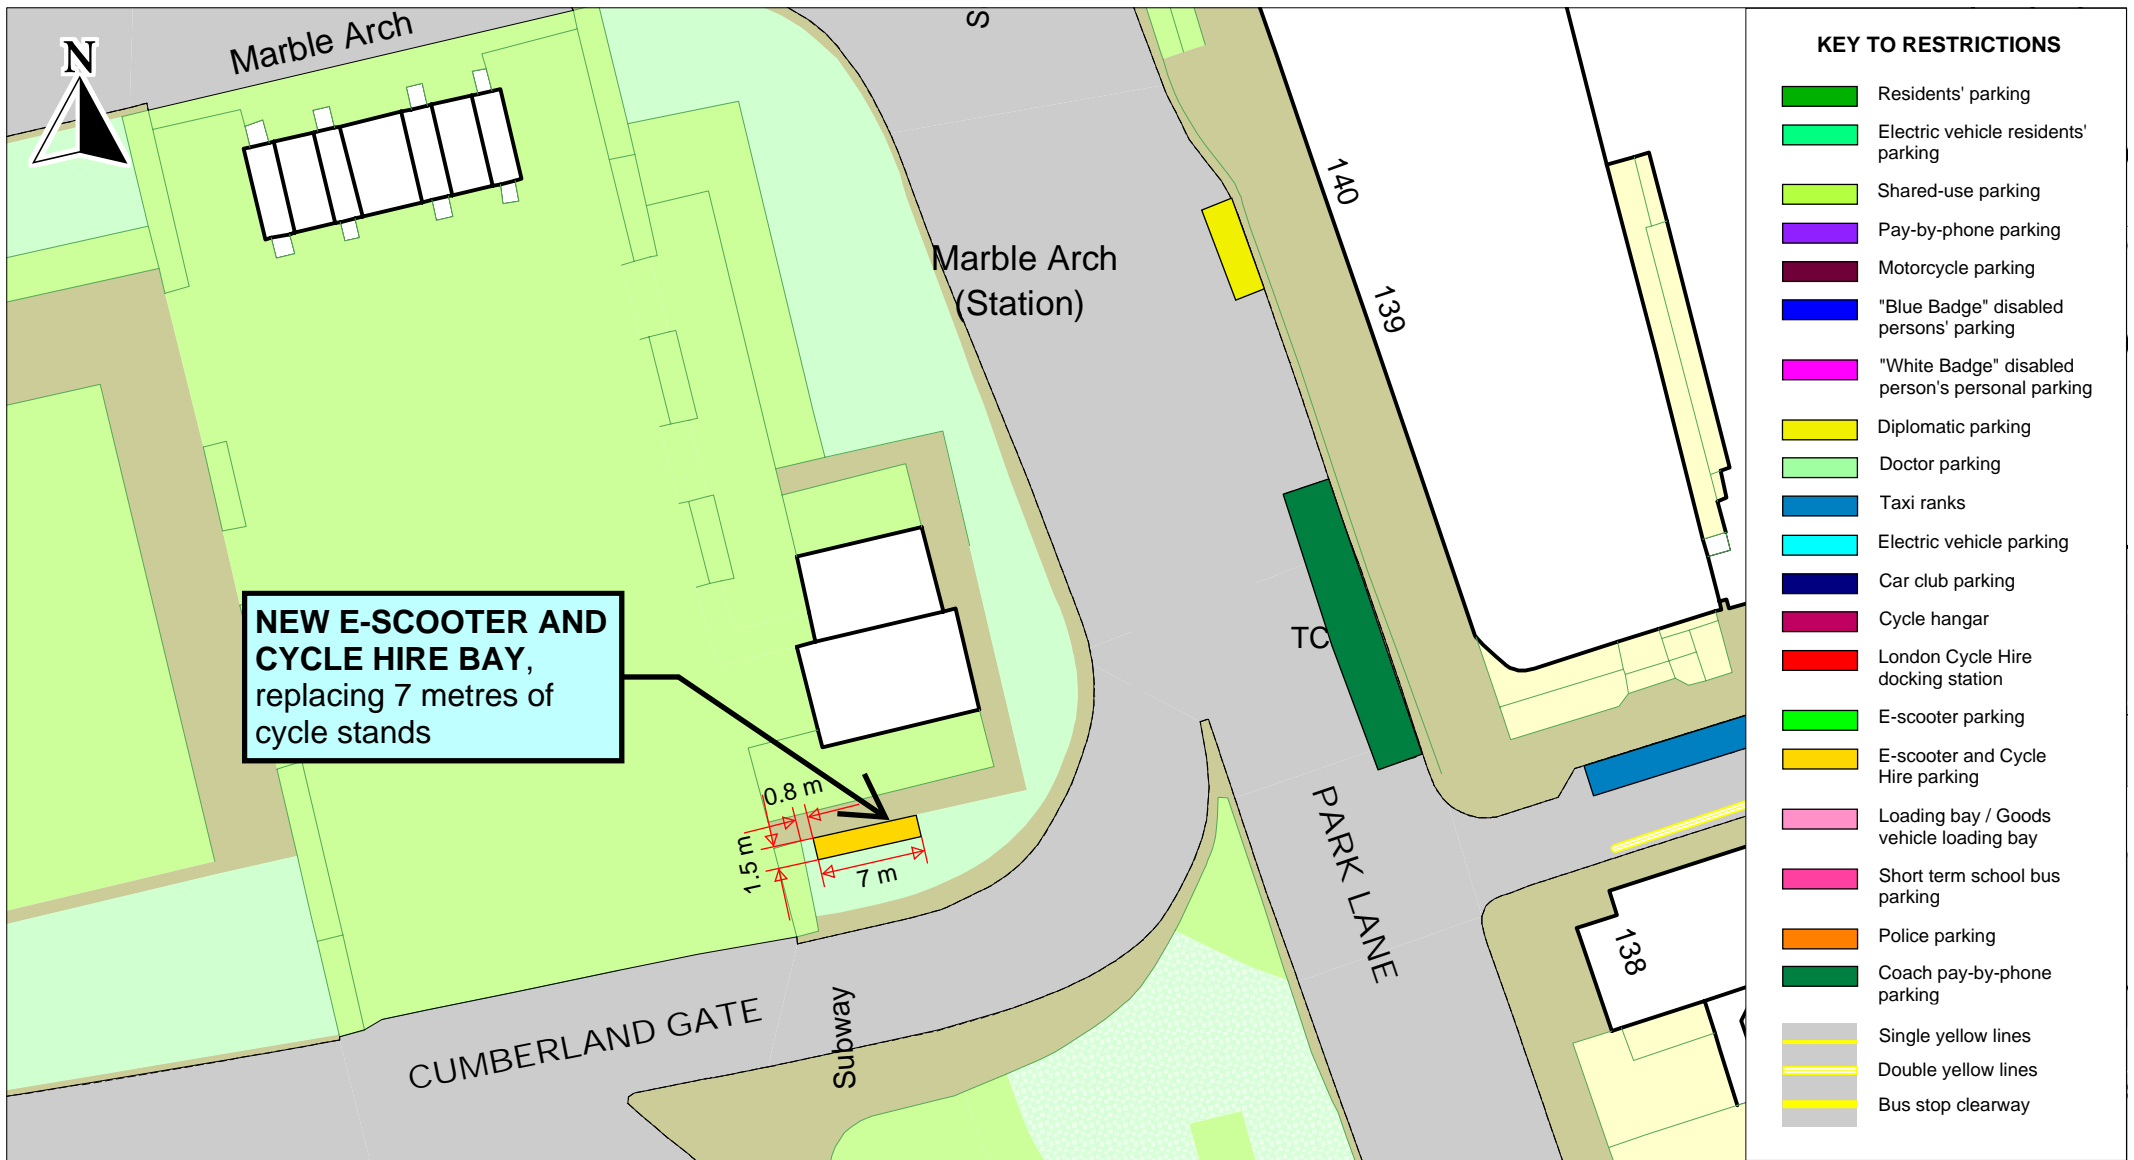 N
Marble Arch
S
140
139
Marble Arch
(Station)
TC
NEW E-SCOOTER AND
CYCLE HIRE BAY,
replacing 7 metres of
cycle stands
0.8 m
1.5 m
7 m
PARK LANE
138
CUMBERLAND GATE
Subway
KEY TO RESTRICTIONS
Residents' parking
Electric vehicle residents'
parking
Shared-use parking
Pay-by-phone parking
Motorcycle parking
"Blue Badge" disabled
persons' parking
"White Badge" disabled
person's personal parking
Diplomatic parking
Doctor parking
Taxi ranks
Electric vehicle parking
Car club parking
Cycle hangar
London Cycle Hire
docking station
E-scooter parking
E-scooter and Cycle
Hire parking
Loading bay / Goods
vehicle loading bay
Short term school bus
parking
Police parking
Coach pay-by-phone
parking
Single yellow lines
Double yellow lines
Bus stop clearway